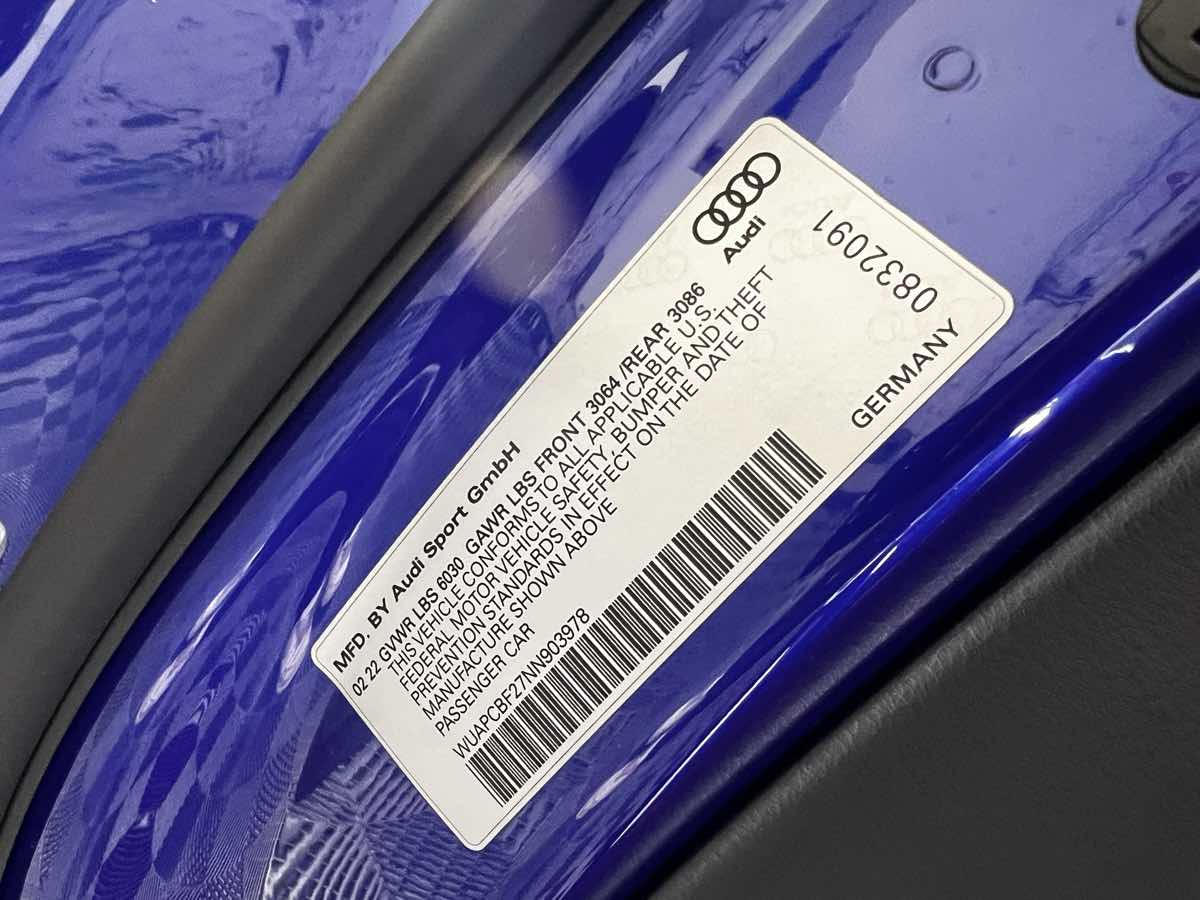 Audi
0832091
MFD. BY Audi Sport GmbH
02 22 GVWR LBS 6030 GAWR LBS FRONT 3064 /REAR 3086
THIS VEHICLE CONFORMS TO ALL APPLICABLE U.S.
FEDERAL MOTOR VEHICLE SAFETY, BUMPER AND THEFT
PREVENTION STANDARDS IN EFFECT ON THE DATE OF
MANUFACTURE SHOWN ABOVE
PASSENGER CAR
WUAPCBF27NN903978
GERMANY